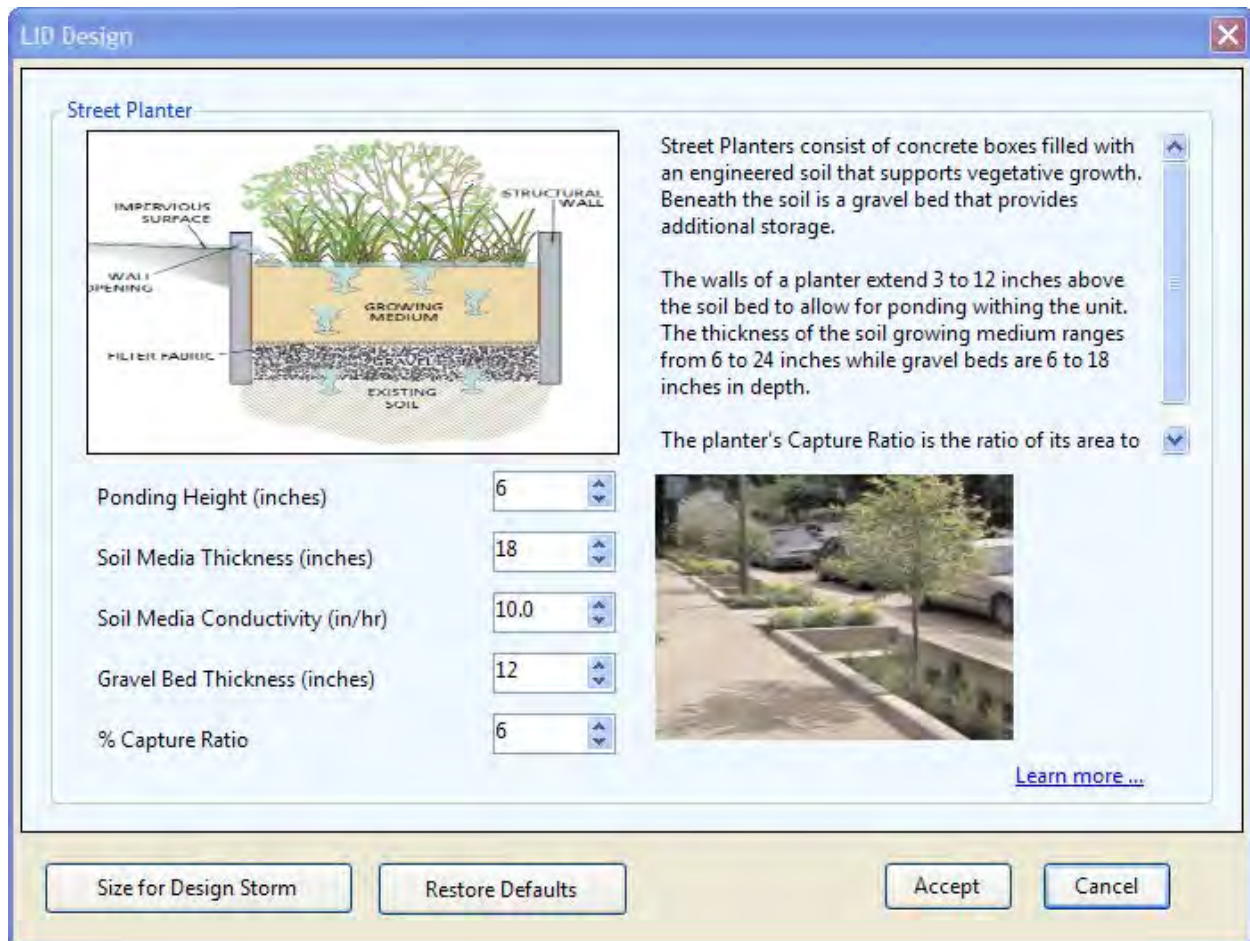 LID Design
Street Planter
IMPERVIOUS
SURFACE
STRUCTURAL
WALL
WALL
OPENING
GROWING
MEDIUM
FILTER FABRIC
GRAVEL
EXISTING
SOIL
Street Planters consist of concrete boxes filled with
an engineered soil that supports vegetative growth.
Beneath the soil is a gravel bed that provides
additional storage.
The walls of a planter extend 3 to 12 inches above
the soil bed to allow for ponding withing the unit.
The thickness of the soil growing medium ranges
from 6 to 24 inches while gravel beds are 6 to 18
inches in depth.
The planter's Capture Ratio is the ratio of its area to
Ponding Height (inches) 6
Soil Media Thickness (inches) 18
Soil Media Conductivity (in/hr) 10.0
Gravel Bed Thickness (inches) 12
% Capture Ratio 6
Learn more ...
Size for Design Storm
Restore Defaults
Accept
Cancel